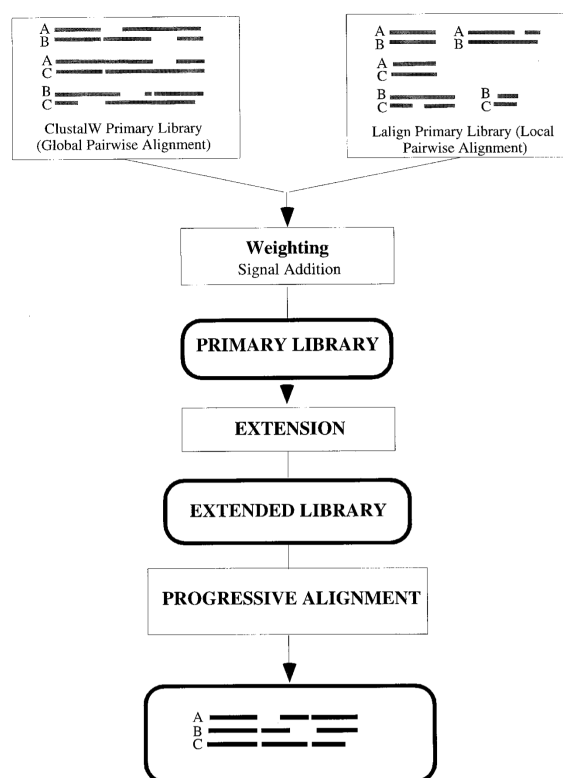 A
B
A
C
B
C
ClustalW Primary Library
(Global Pairwise Alignment)
A
B
A
B
A
C
B
C
B
C
Lalign Primary Library (Local
Pairwise Alignment)
Weighting
Signal Addition
PRIMARY LIBRARY
EXTENSION
EXTENDED LIBRARY
PROGRESSIVE ALIGNMENT
A
B
C